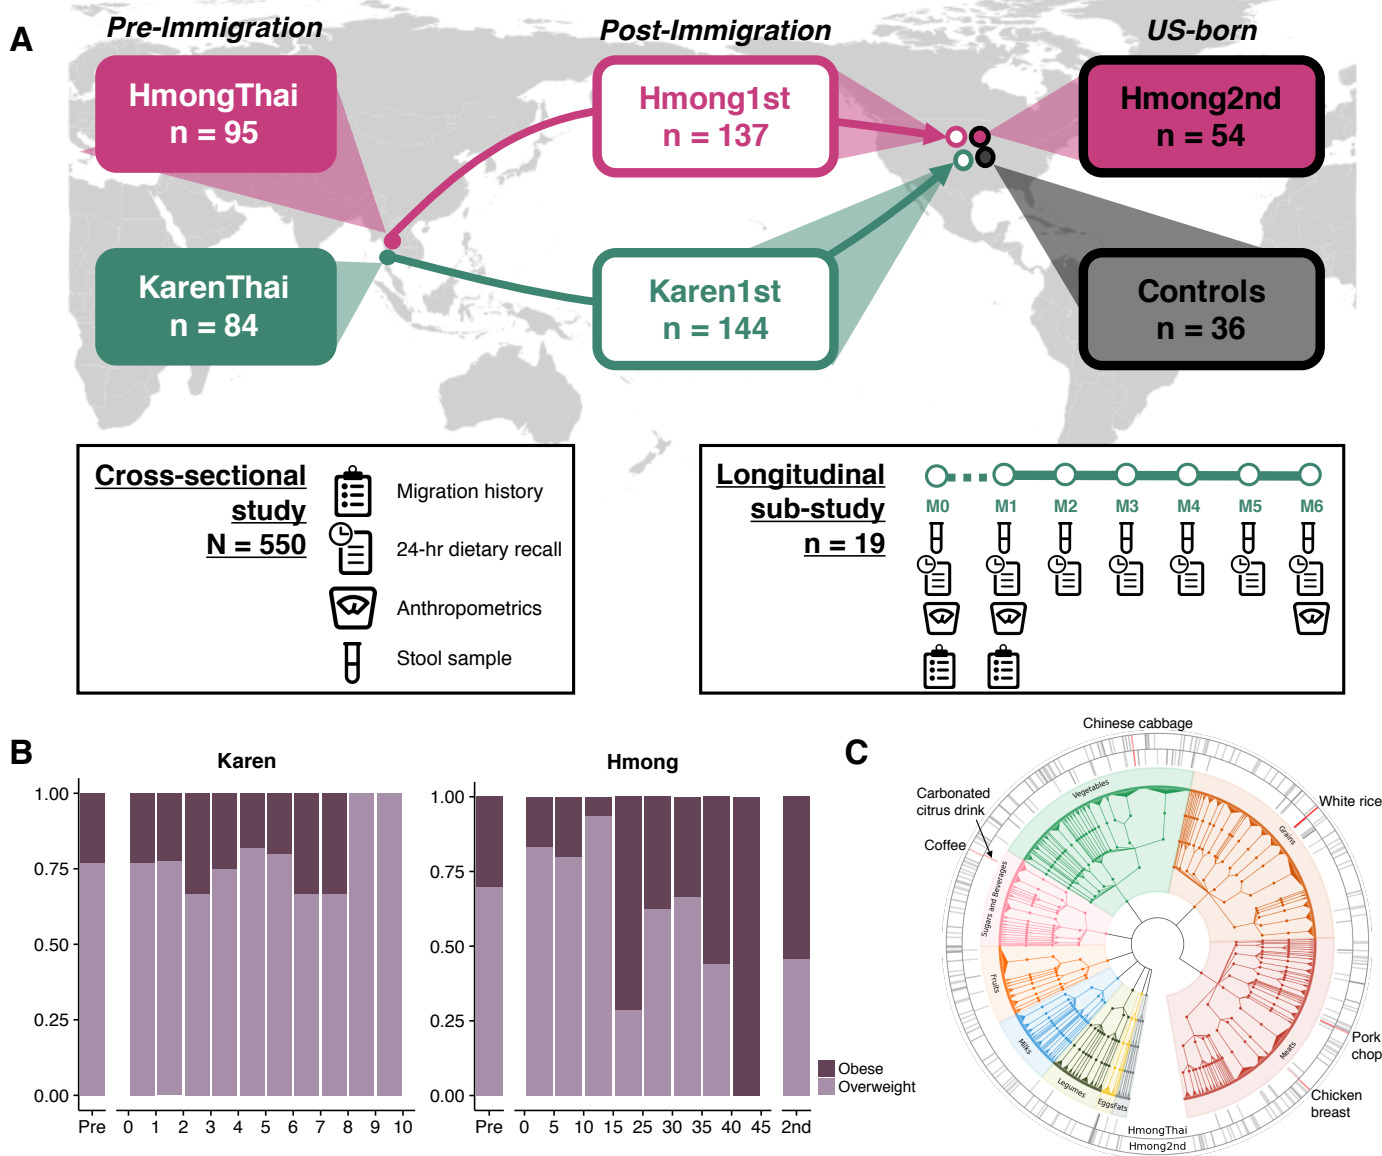 A
Pre-Immigration
Post-Immigration
US-born
HmongThai
n = 95
Hmong1st
n = 137
Hmong2nd
n = 54
KarenThai
n = 84
Karen1st
n = 144
Controls
n = 36
Cross-sectional
study
N = 550
Migration history
24-hr dietary recall
Anthropometrics
Stool sample
Longitudinal
sub-study
n = 19
M0 M1 M2 M3 M4 M5 M6
B
Karen
1.00
0.75
0.50
0.25
0.00
Pre 0 1 2 3 4 5 6 7 8 9 10
Hmong
1.00
0.75
0.50
0.25
0.00
Pre 0 5 10 15 20 25 30 35 40 45 2nd
Obese
Overweight
C
Chinese cabbage
Carbonated
citrus drink
Coffee
White rice
Pork
chop
Chicken
breast
Vegetables
Grains
Sugars and Beverages
Fruits
Milks
Legumes
Eggs
Fats
Meats
HmongThai
Hmong2nd